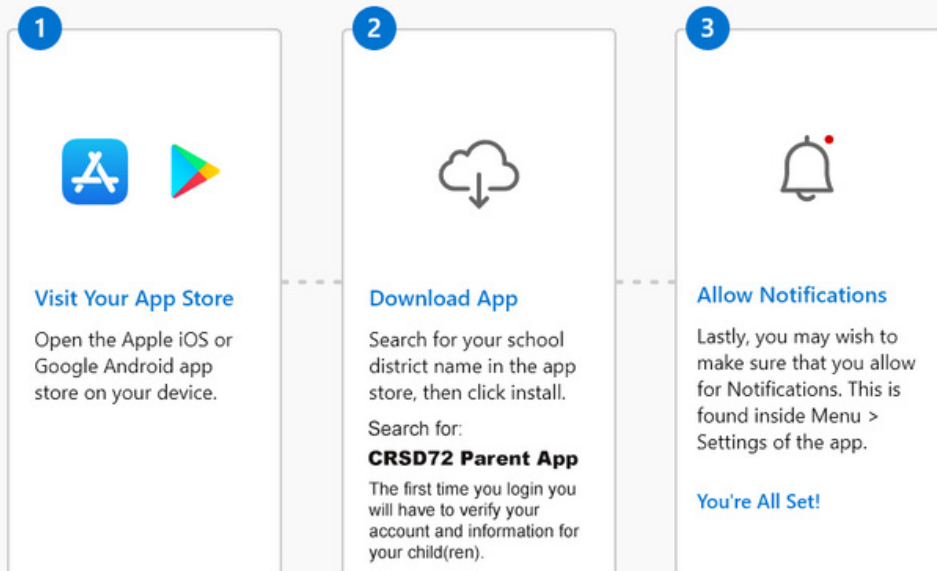 1
Visit Your App Store
Open the Apple iOS or
Google Android app
store on your device.
2
Download App
Search for your school
district name in the app
store, then click install.
Search for:
CRSD72 Parent App
The first time you login you
will have to verify your
account and information for
your child(ren).
3
Allow Notifications
Lastly, you may wish to
make sure that you allow
for Notifications. This is
found inside Menu >
Settings of the app.
You're All Set!